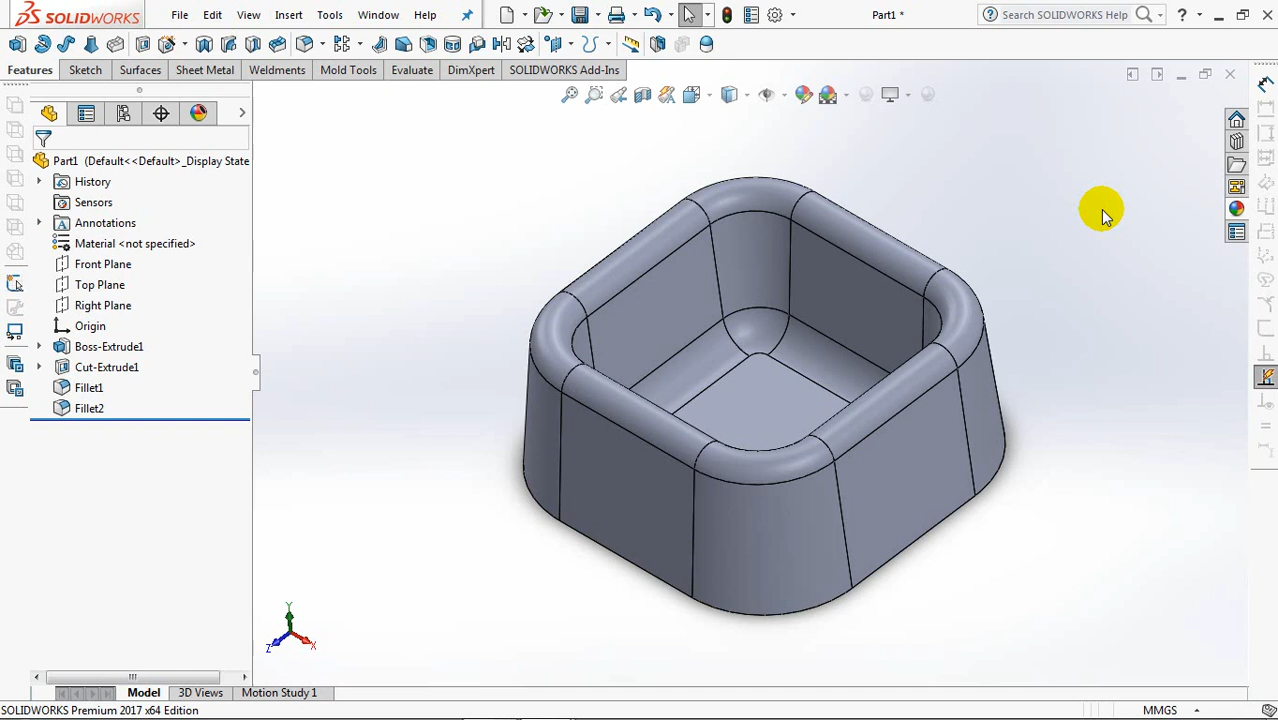 SOLIDWORKS File Edit View Insert Tools Window Help Part1 * Search SOLIDWORKS Help ?
Features Sketch Surfaces Sheet Metal Weldments Mold Tools Evaluate DimXpert SOLIDWORKS Add-Ins
Part1 (Default<<Default>_Display State
History
Sensors
Annotations
Material <not specified>
Front Plane
Top Plane
Right Plane
Origin
Boss-Extrude1
Cut-Extrude1
Fillet1
Fillet2
Y
Z X
Model 3D Views Motion Study 1
SOLIDWORKS Premium 2017 x64 Edition MMGS